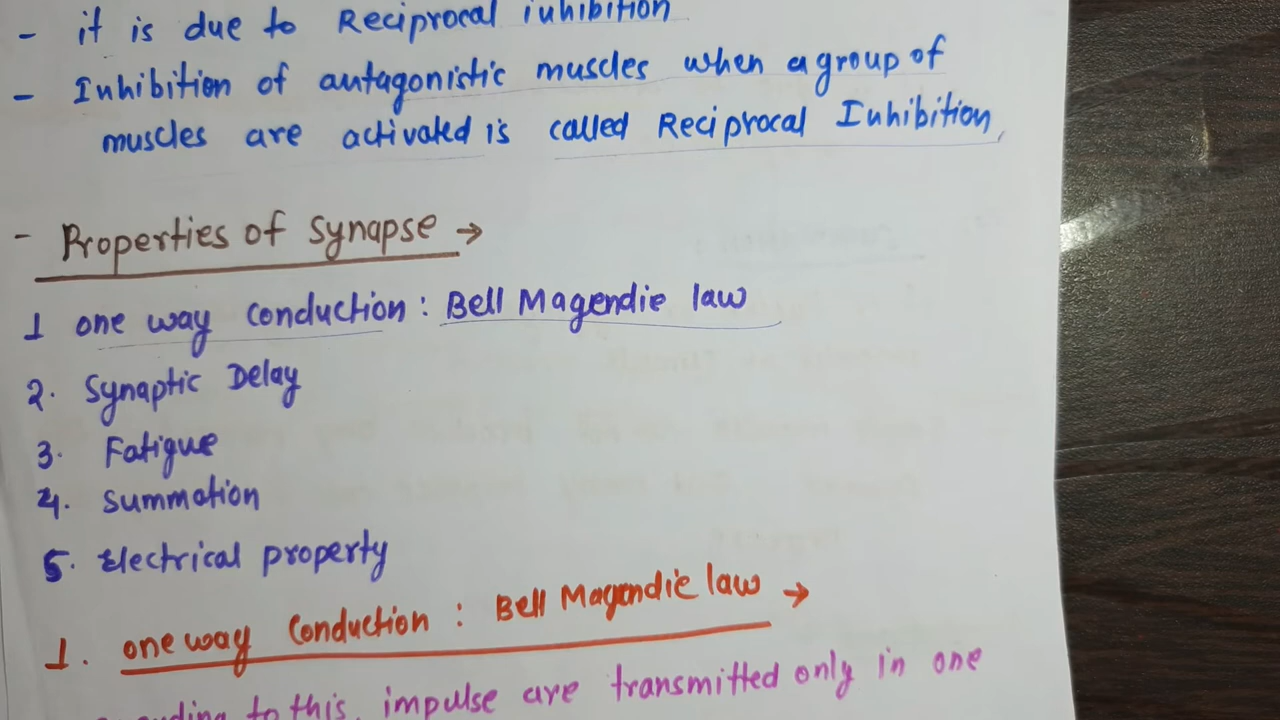 - it is due to Reciprocal inhibition
- Inhibition of antagonistic muscles when a group of
muscles are activated is called Reciprocal Inhibition,
- Properties of Synapse →
1 one way conduction : Bell Magendie law
2. Synaptic Delay
3. Fatigue
4. Summation
5. Electrical property
1. one way conduction : Bell Magendie law →
to this, impulse are transmitted only in one